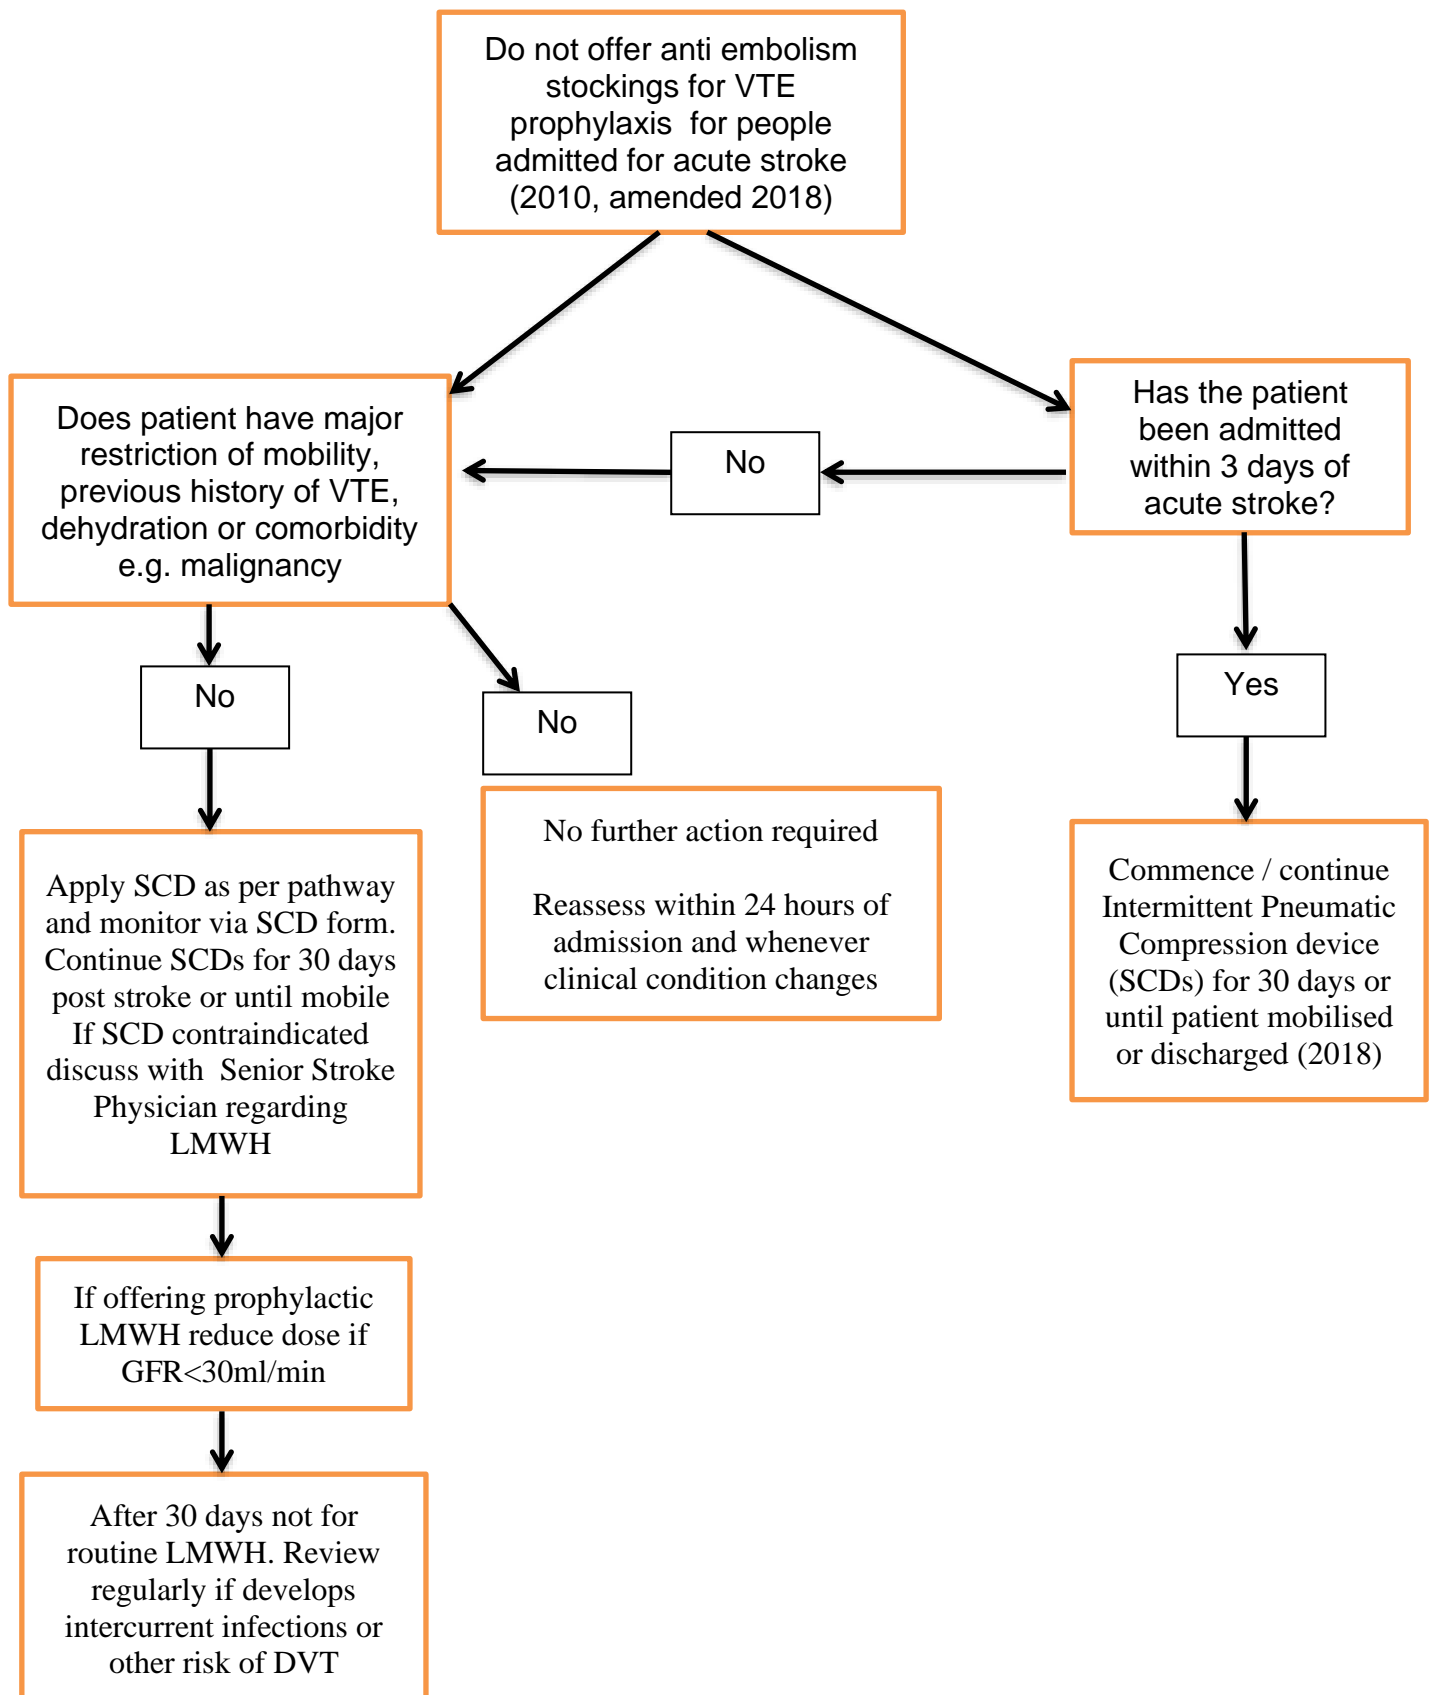 Do not offer anti embolism
stockings for VTE
prophylaxis  for people
admitted for acute stroke
(2010, amended 2018)
Does patient have major
restriction of mobility,
previous history of VTE,
dehydration or comorbidity
e.g. malignancy
No
Has the patient
been admitted
within 3 days of
acute stroke?
No
No
Yes
Apply SCD as per pathway
and monitor via SCD form.
Continue SCDs for 30 days
post stroke or until mobile
If SCD contraindicated
discuss with  Senior Stroke
Physician regarding
LMWH
No further action required
Reassess within 24 hours of
admission and whenever
clinical condition changes
Commence / continue
Intermittent Pneumatic
Compression device
(SCDs) for 30 days or
until patient mobilised
or discharged (2018)
If offering prophylactic
LMWH reduce dose if
GFR<30ml/min
After 30 days not for
routine LMWH. Review
regularly if develops
intercurrent infections or
other risk of DVT